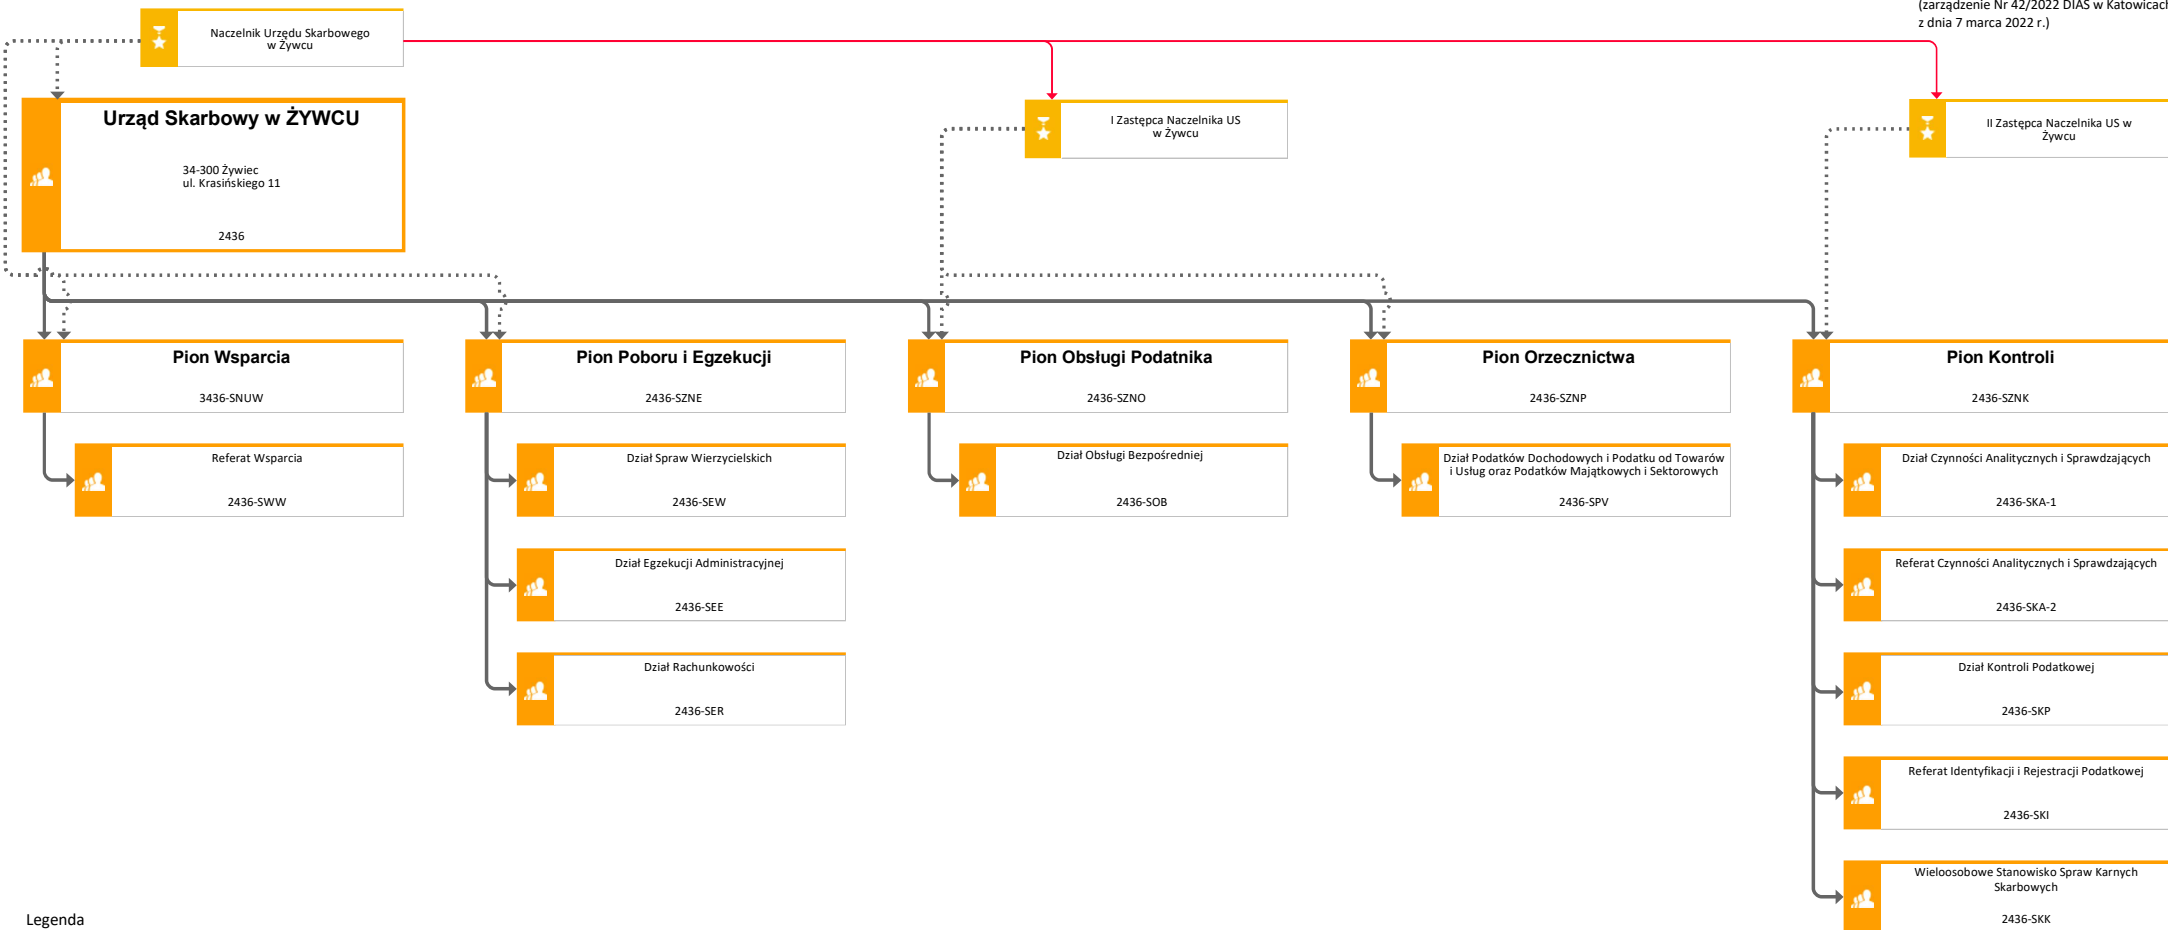 (zarządzenie Nr 42/2022 DIAS w Katowicach
z dnia 7 marca 2022 r.)
Naczelnik Urzędu Skarbowego
w Żywcu
Urząd Skarbowy w ŻYWCU
34-300 Żywiec
ul. Krasińskiego 11
2436
I Zastępca Naczelnika US
w Żywcu
II Zastępca Naczelnika US w
Żywcu
Pion Wsparcia
3436-SNUW
Pion Poboru i Egzekucji
2436-SZNE
Pion Obsługi Podatnika
2436-SZNO
Pion Orzecznictwa
2436-SZNP
Pion Kontroli
2436-SZNK
Referat Wsparcia
2436-SWW
Dział Spraw Wierzycielskich
2436-SEW
Dział Obsługi Bezpośredniej
2436-SOB
Dział Podatków Dochodowych i Podatku od Towarów
i Usług oraz Podatków Majątkowych i Sektorowych
2436-SPV
Dział Czynności Analitycznych i Sprawdzających
2436-SKA-1
Dział Egzekucji Administracyjnej
2436-SEE
Referat Czynności Analitycznych i Sprawdzających
2436-SKA-2
Dział Rachunkowości
2436-SER
Dział Kontroli Podatkowej
2436-SKP
Referat Identyfikacji i Rejestracji Podatkowej
2436-SKI
Wieloosobowe Stanowisko Spraw Karnych
Skarbowych
2436-SKK
Legenda